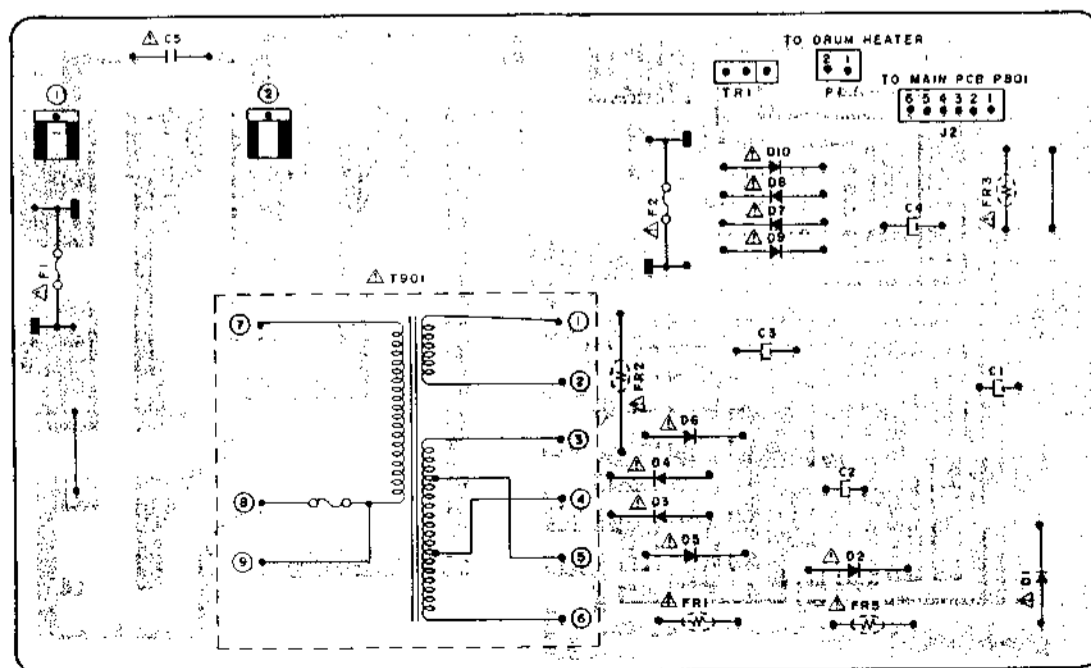 ⚠ C5
TO DRUM HEATER
2 1
TO MAIN PCB P801
TR1
6 5 4 3 2 1
J2
① ②
⚠ D10
⚠ D8
⚠ D7
⚠ D9
⚠ F2
C4
⚠ FR3
⚠ F1
⚠ T901
⑦ ①
C3
②
⚠ FR2
C1
③
⚠ D6
⚠ D4
C2
⑧ ④
⚠ D3
⑨ ⑤
⚠ D5
⚠ D2
⚠ D1
⑥
⚠ FR1
⚠ FR5